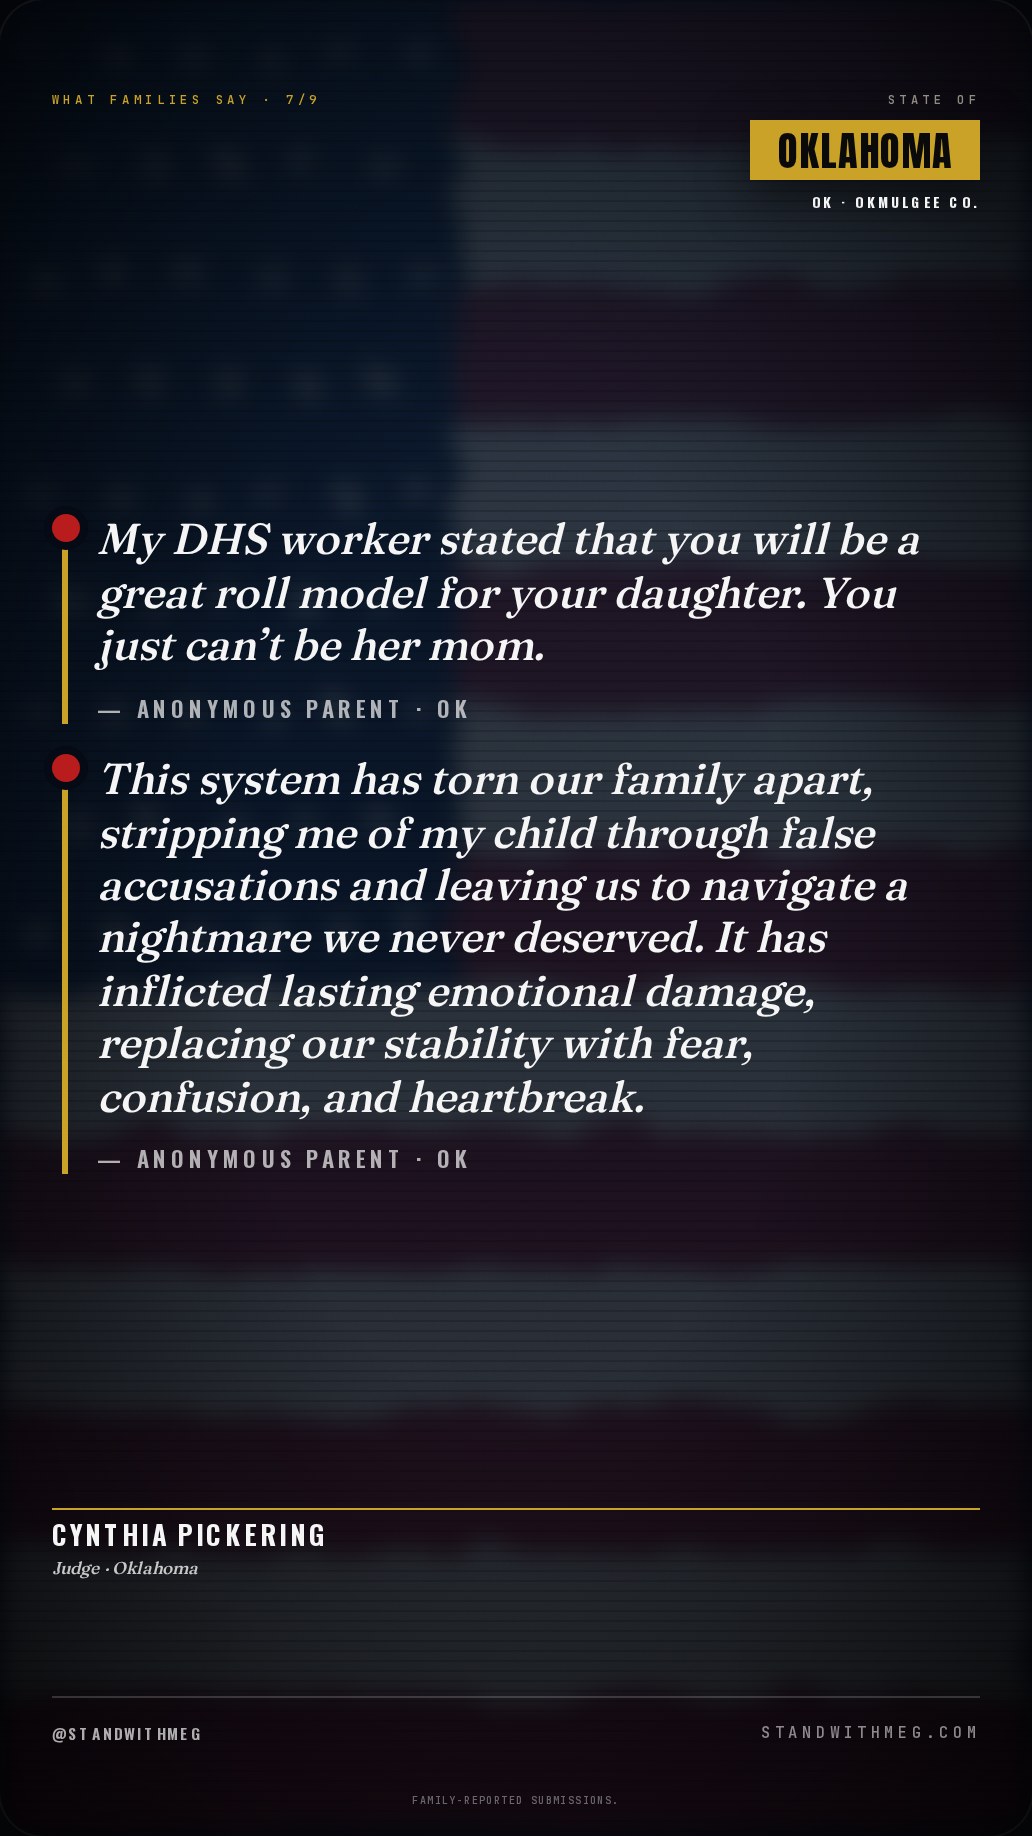 WHAT FAMILIES SAY · 7/9
STATE OF
OKLAHOMA
OK · OKMULGEE CO.
My DHS worker stated that you will be a
great roll model for your daughter. You
just can’t be her mom.
— ANONYMOUS PARENT · OK
This system has torn our family apart,
stripping me of my child through false
accusations and leaving us to navigate a
nightmare we never deserved. It has
inflicted lasting emotional damage,
replacing our stability with fear,
confusion, and heartbreak.
— ANONYMOUS PARENT · OK
CYNTHIA PICKERING
Judge · Oklahoma
@STANDWITHMEG
STANDWITHMEG.COM
FAMILY-REPORTED SUBMISSIONS.